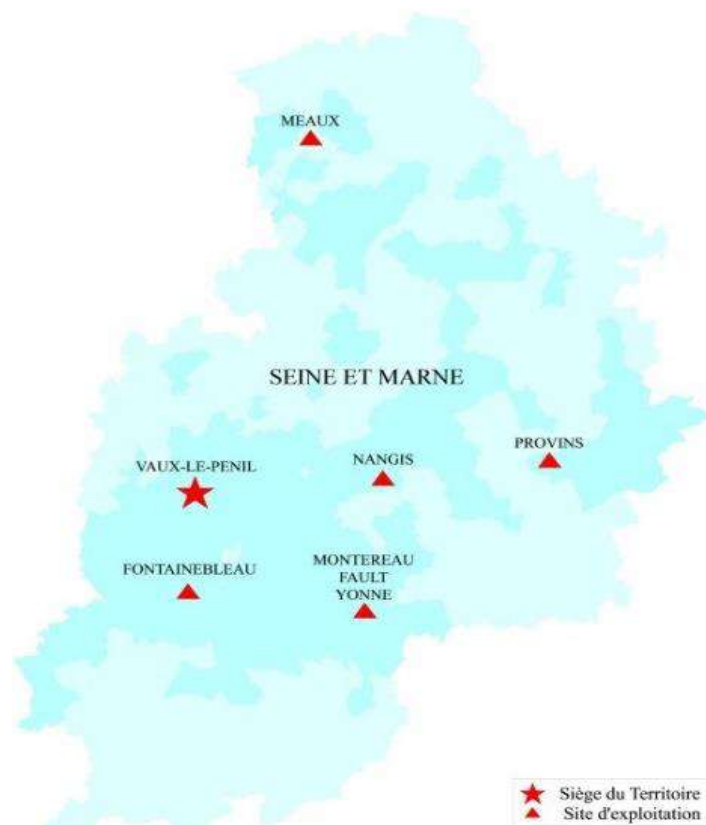 MEAUX
SEINE ET MARNE
PROVINS
NANGIS
VAUX-LE-PENIL
MONTEREAU
FAULT
YONNE
FONTAINEBLEAU
Siège du Territoire
Site d'exploitation